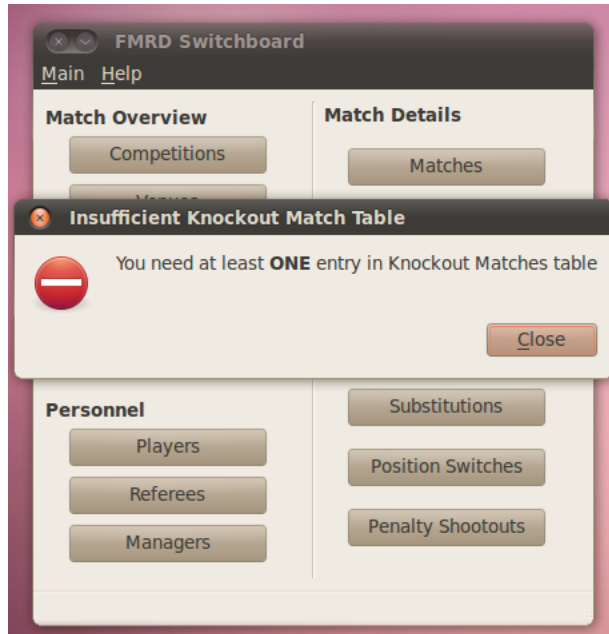 FMRD Switchboard
Main Help
Match Overview
Match Details
Competitions
Matches
Insufficient Knockout Match Table
You need at least ONE entry in Knockout Matches table
Close
Personnel
Players
Referees
Managers
Substitutions
Position Switches
Penalty Shootouts